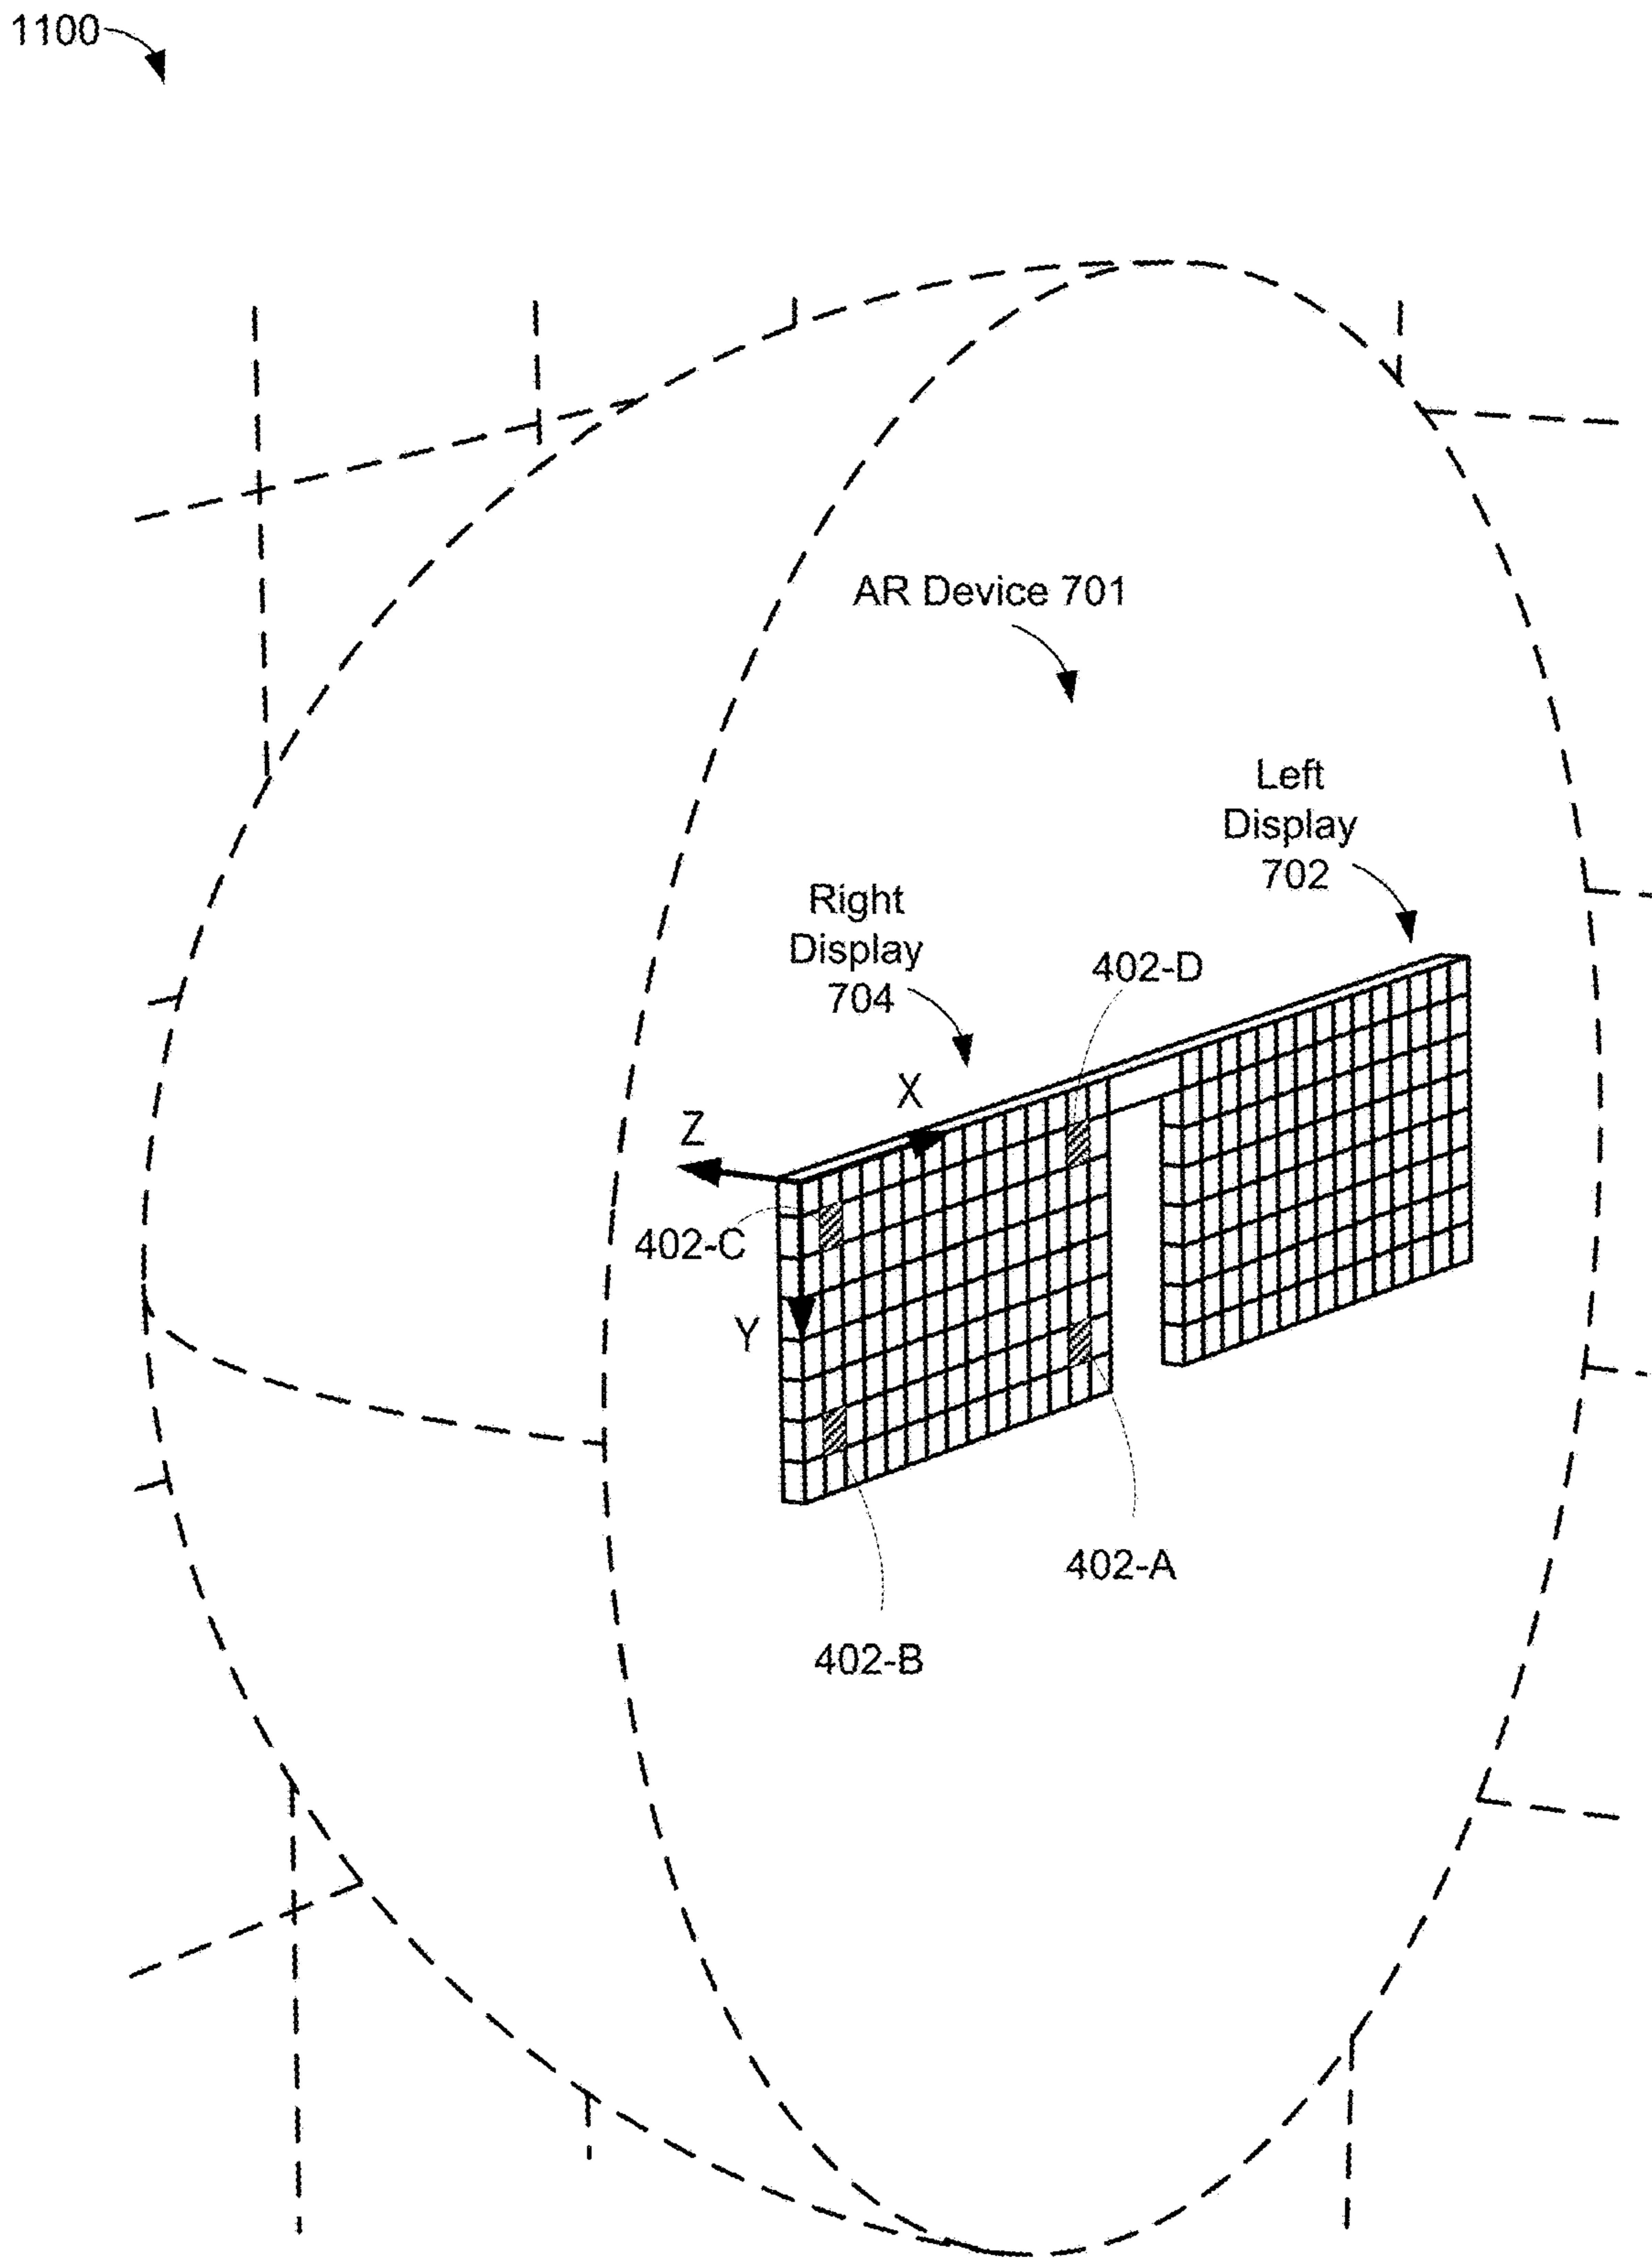 1100
AR Device 701
Left
Display
702
Right
Display
704
402-D
X
Z
402-C
Y
402-A
402-B